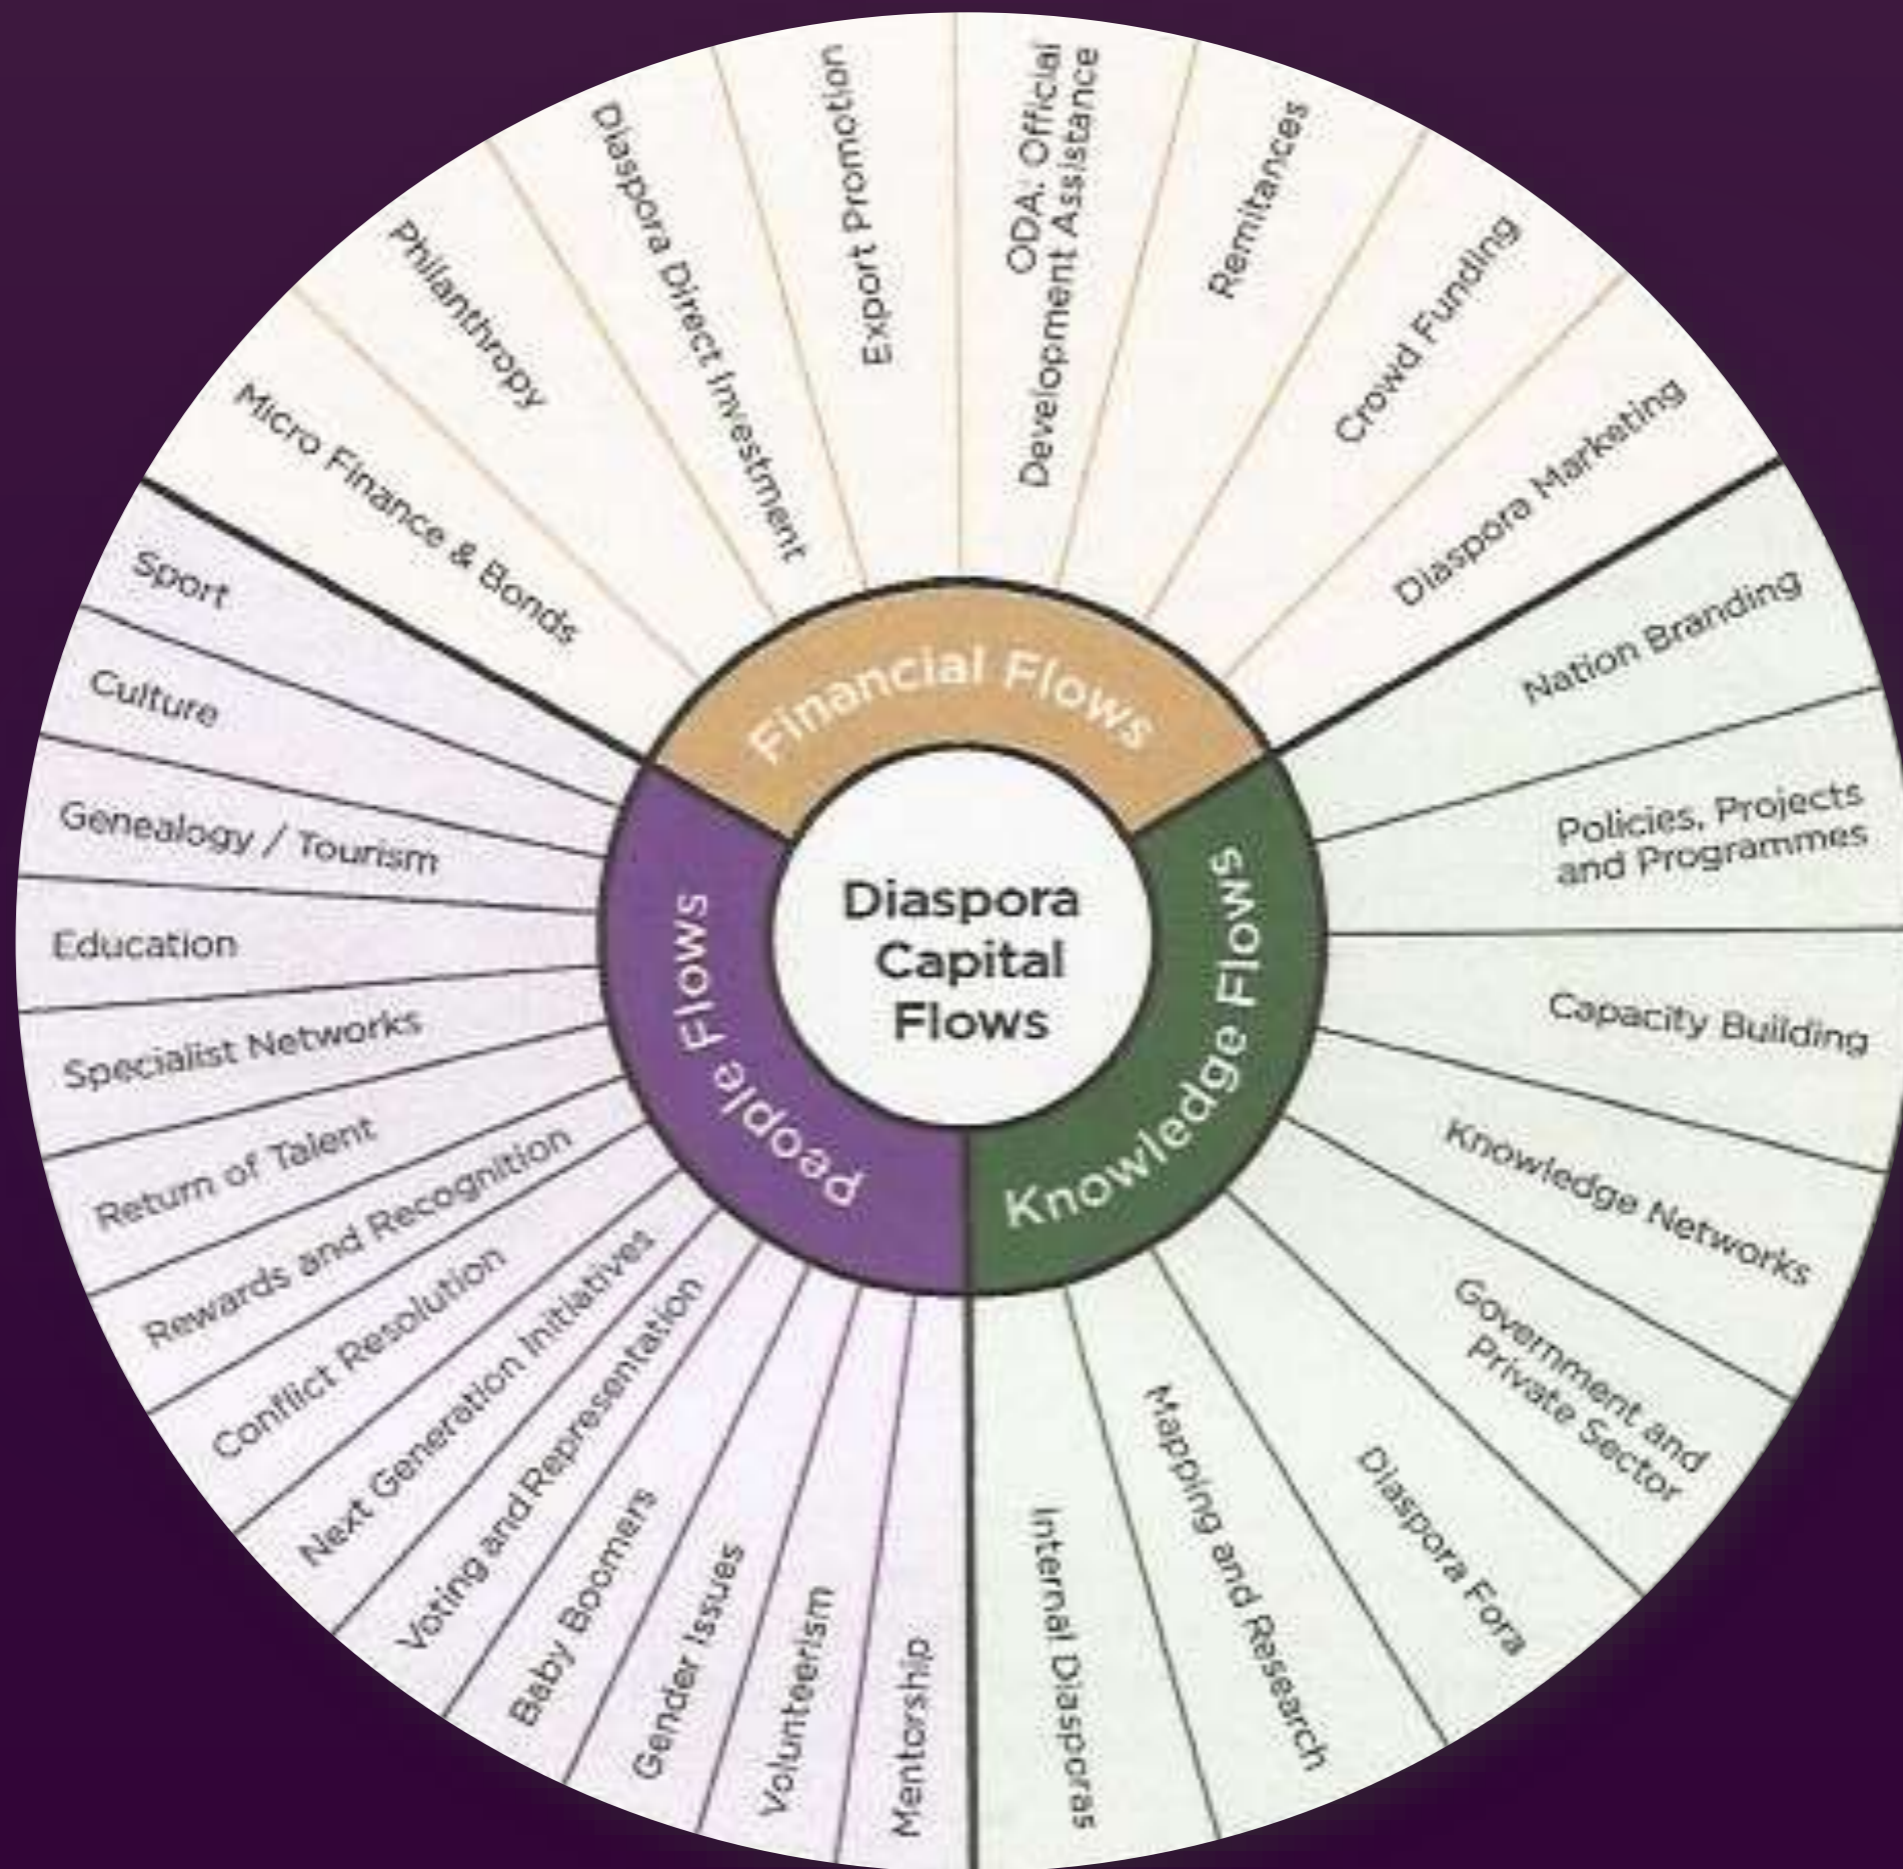 Diaspora
Capital
Flows
Financial Flows
Micro Finance & Bonds
Philanthropy
Diaspora Direct Investment
Export Promotion
ODA. Official
Development Assistance
Remitances
Crowd Funding
Diaspora Marketing
Knowledge Flows
Nation Branding
Policies, Projects
and Programmes
Capacity Building
Knowledge Networks
Government and
Private Sector
Diaspora Fora
Mapping and Research
Internal Diasporas
People Flows
Mentorship
Volunteerism
Gender Issues
Baby Boomers
Voting and Representation
Next Generation Initiatives
Conflict Resolution
Rewards and Recognition
Return of Talent
Specialist Networks
Education
Genealogy / Tourism
Culture
Sport